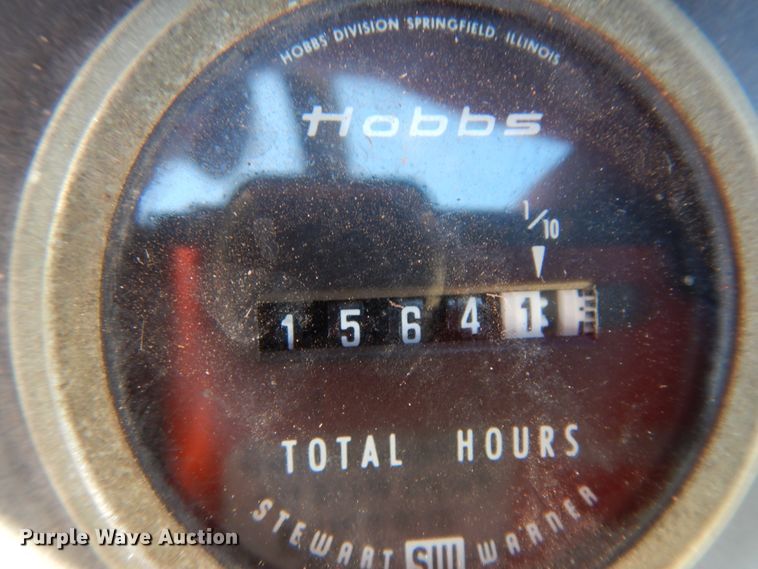 HOBBS DIVISION SPRINGFIELD, ILLINOIS
Hobbs
1/10
1 5 6 4 1
TOTAL HOURS
STEWART SW WARNER
Purple Wave Auction